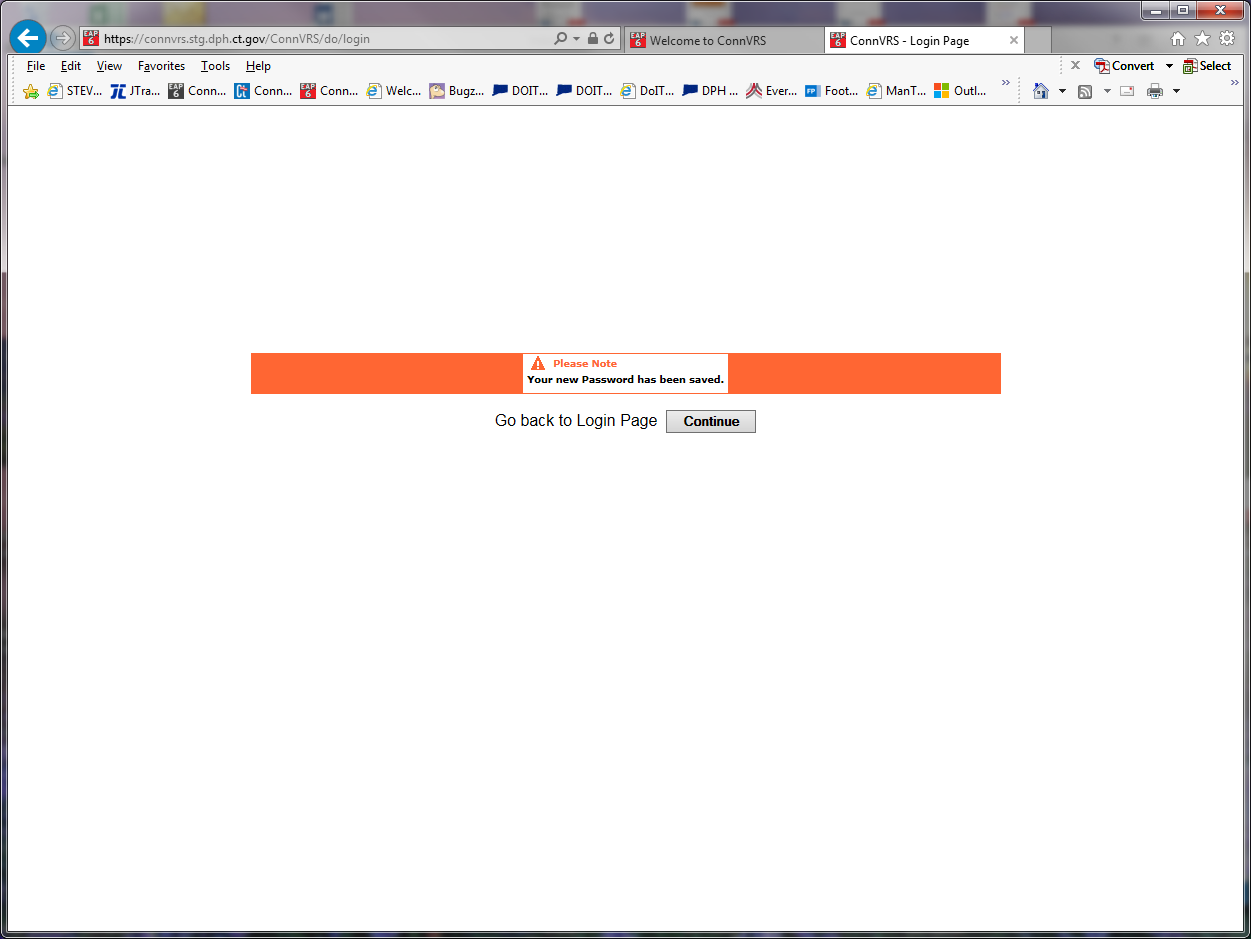 https://connvrs.stg.dph.ct.gov/ConnVRS/do/login
Welcome to ConnVRS
ConnVRS - Login Page
File Edit View Favorites Tools Help
Convert Select
STEV... JTra... Conn... Conn... Conn... Welc... Bugz... DOIT... DOIT... DoIT... DPH ... Ever... Foot... ManT... Outl...
Please Note
Your new Password has been saved.
Go back to Login Page Continue